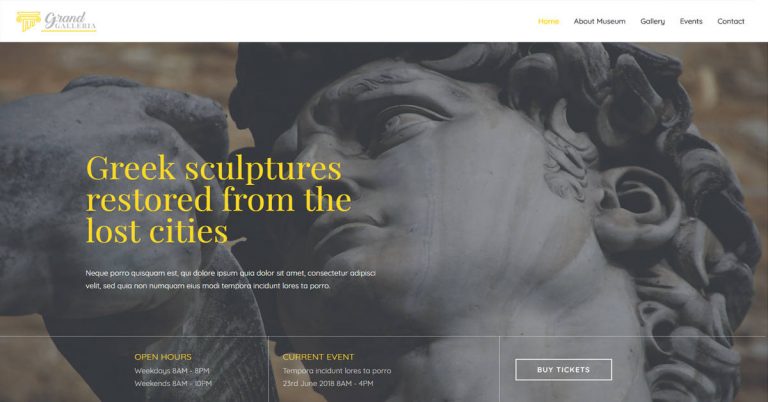 Grand
GALLERIA
Home About Museum Gallery Events Contact
Greek sculptures
restored from the
lost cities
Neque porro quisquam est, qui dolore ipsum quia dolor sit amet, consectetur adipisci
velit, sed quia non numquam eius modi tempora incidunt lores ta porro.
OPEN HOURS
Weekdays 8AM - 8PM
Weekends 8AM - 10PM
CURRENT EVENT
Tempora incidunt lores ta porro
23rd June 2018 8AM - 4PM
BUY TICKETS